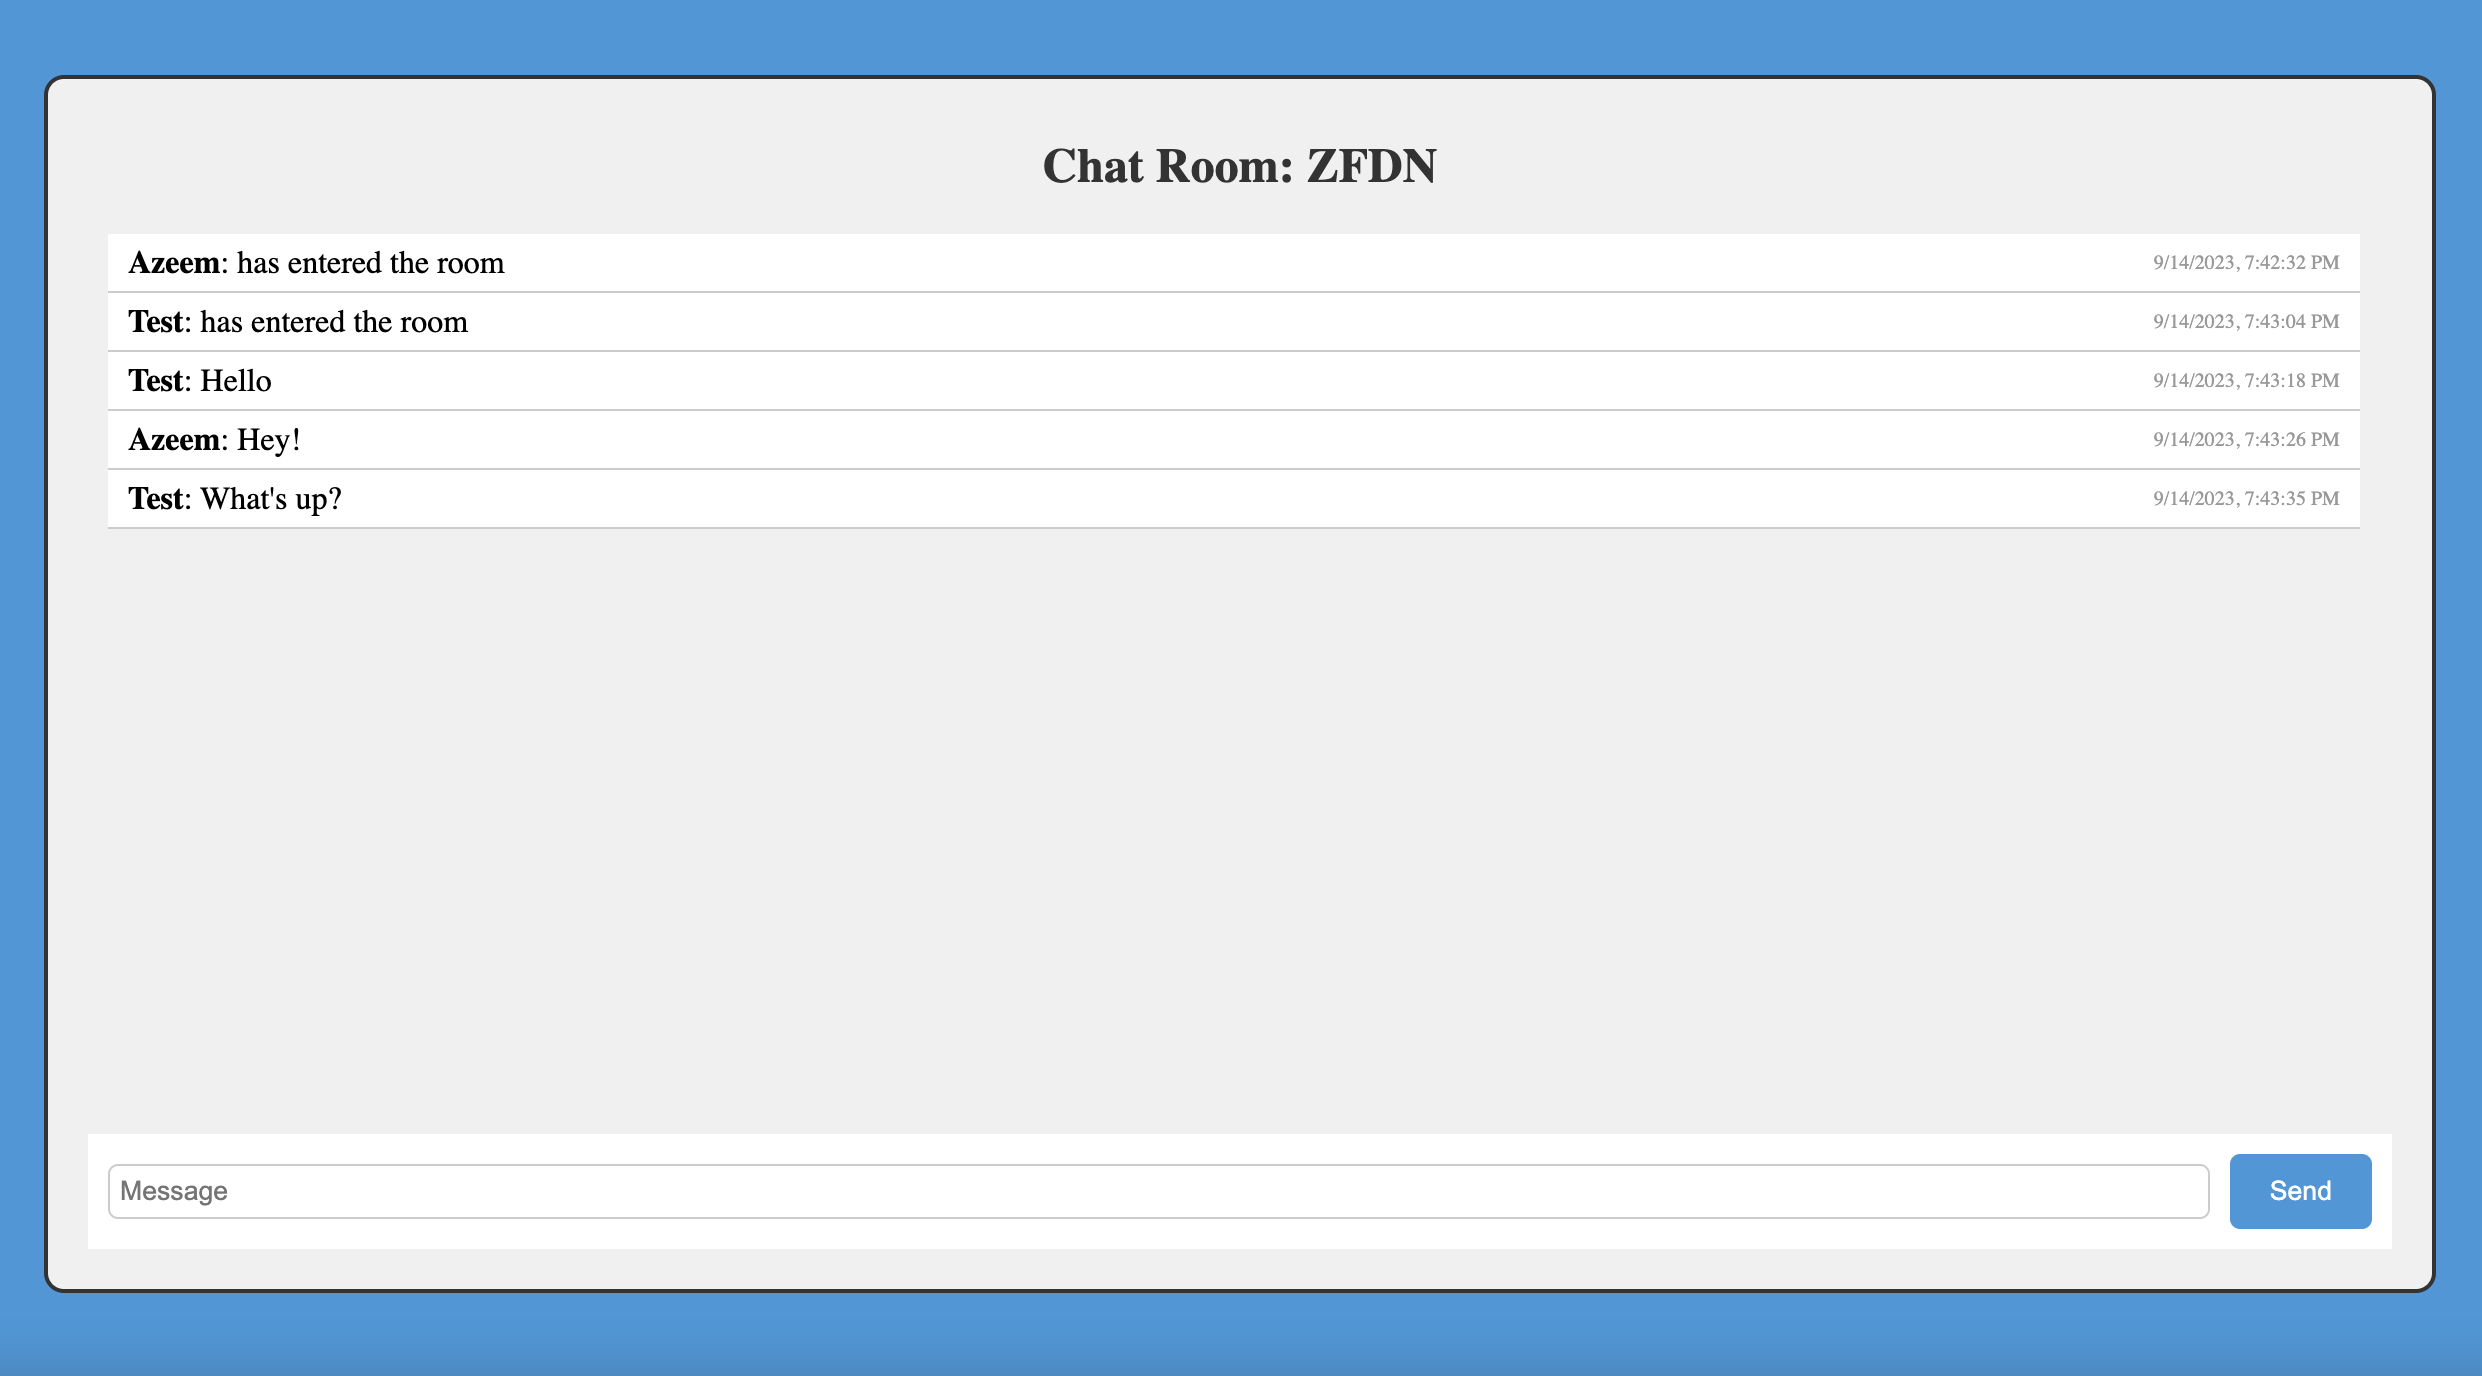 Chat Room: ZFDN
Azeem: has entered the room 9/14/2023, 7:42:32 PM
Test: has entered the room 9/14/2023, 7:43:04 PM
Test: Hello 9/14/2023, 7:43:18 PM
Azeem: Hey! 9/14/2023, 7:43:26 PM
Test: What's up? 9/14/2023, 7:43:35 PM
Message Send